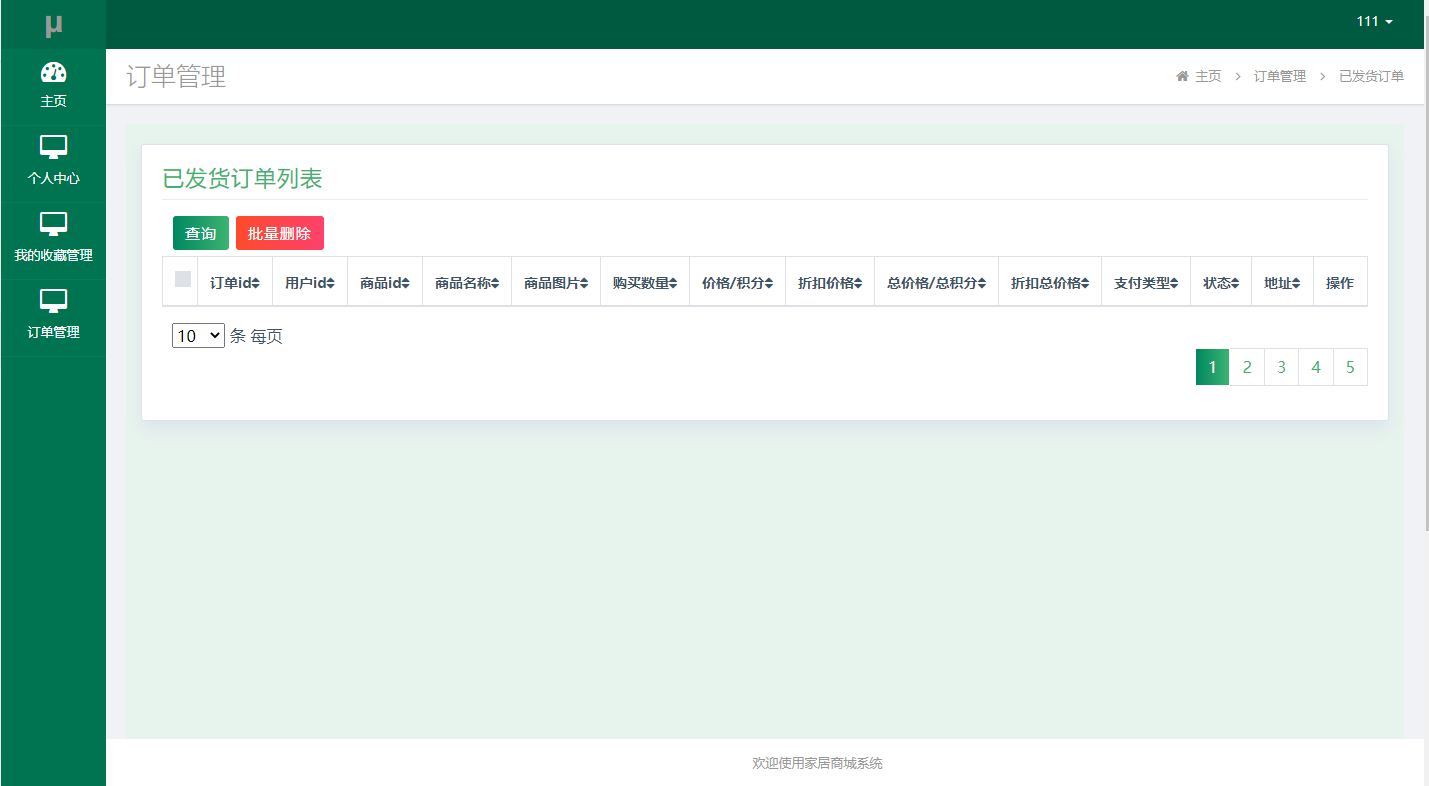 μ
111
主页
个人中心
我的收藏管理
订单管理
订单管理
主页 > 订单管理 > 已发货订单
已发货订单列表
查询 批量删除
订单id 用户id 商品id 商品名称 商品图片 购买数量 价格/积分 折扣价格 总价格/总积分 折扣总价格 支付类型 状态 地址 操作
10 条 每页
1 2 3 4 5
欢迎使用家居商城系统